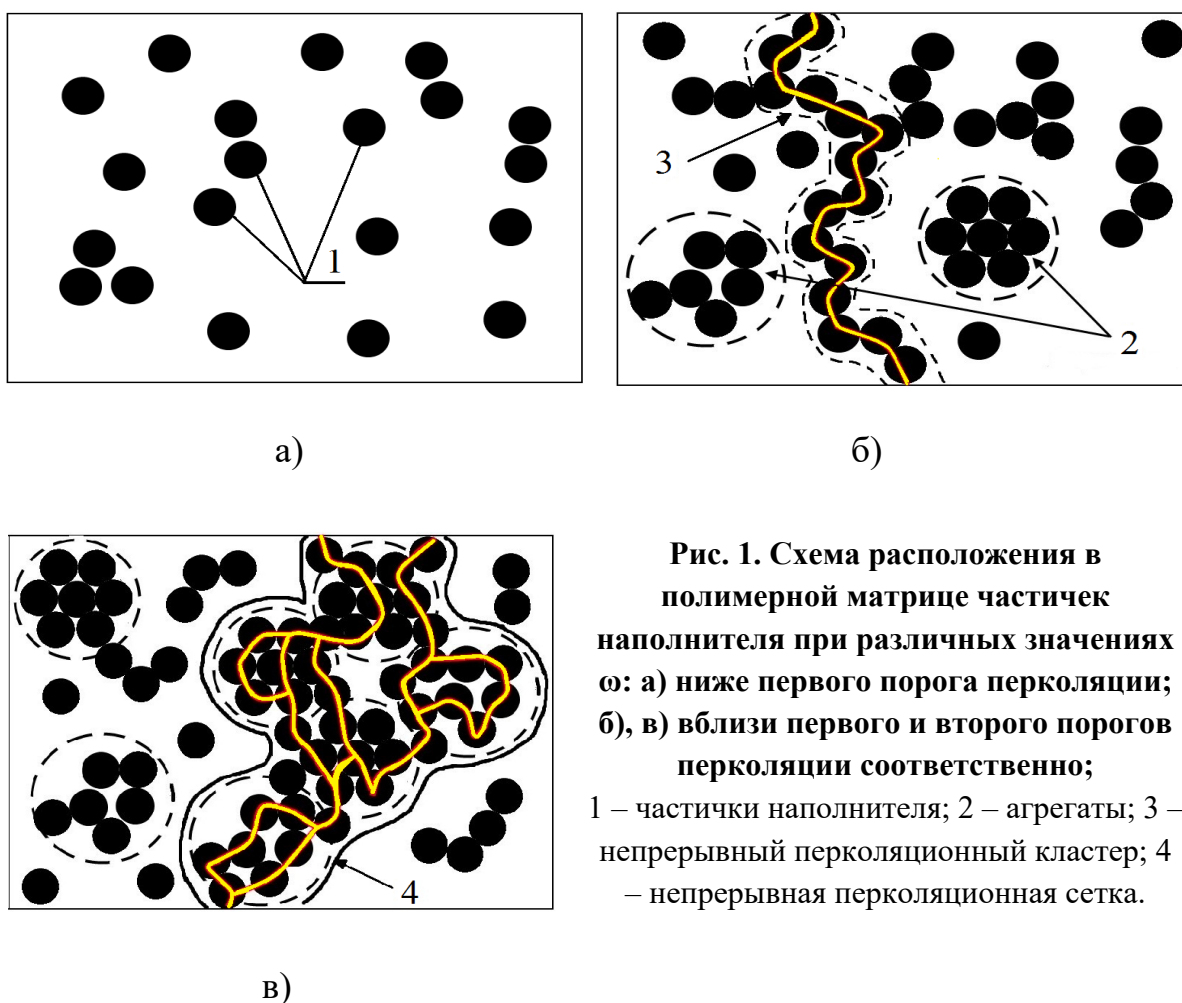 1
а)
3
2
б)
4
в)
Рис. 1. Схема расположения в
полимерной матрице частичек
наполнителя при различных значениях
ω: а) ниже первого порога перколяции;
б), в) вблизи первого и второго порогов
перколяции соответственно;
1 – частички наполнителя; 2 – агрегаты; 3 –
непрерывный перколяционный кластер; 4
– непрерывная перколяционная сетка.